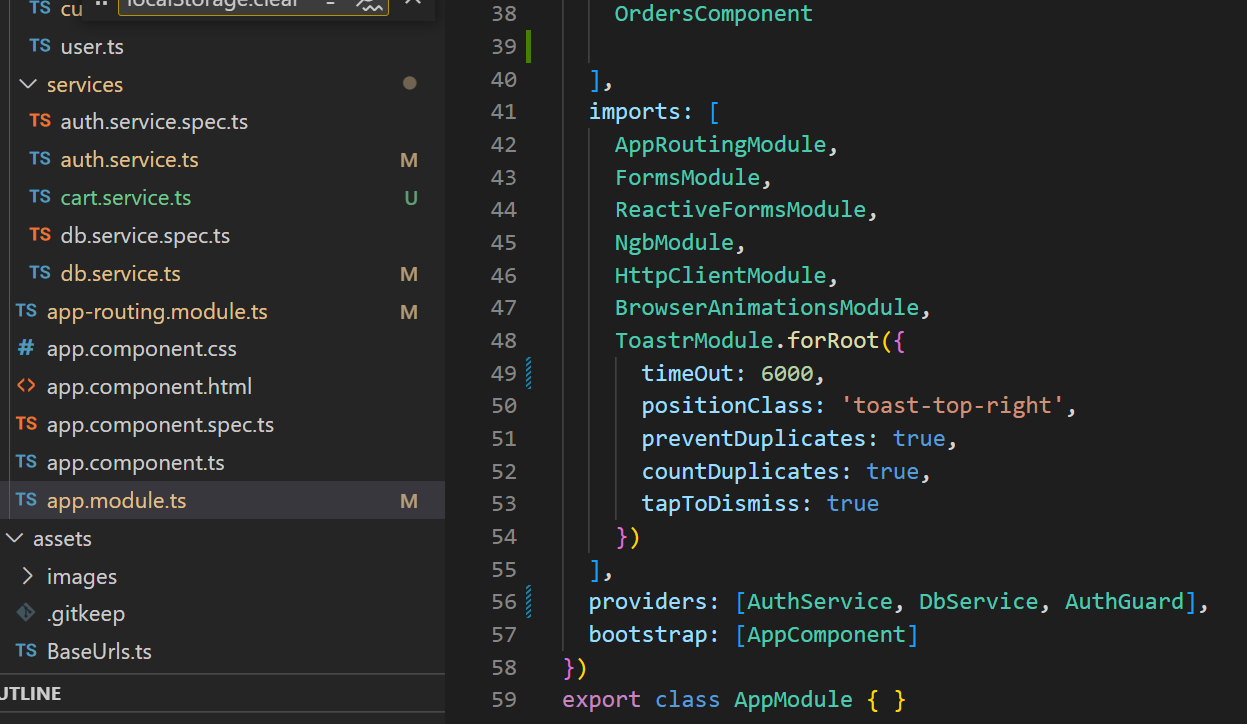 TS cu
localStorage.clear
TS user.ts
services
TS auth.service.spec.ts
TS auth.service.ts M
TS cart.service.ts U
TS db.service.spec.ts
TS db.service.ts M
TS app-routing.module.ts M
# app.component.css
<> app.component.html
TS app.component.spec.ts
TS app.component.ts
TS app.module.ts M
assets
images
.gitkeep
TS BaseUrls.ts
UTLINE
38 OrdersComponent
39
40 ],
41 imports: [
42 AppRoutingModule,
43 FormsModule,
44 ReactiveFormsModule,
45 NgbModule,
46 HttpClientModule,
47 BrowserAnimationsModule,
48 ToastrModule.forRoot({
49 timeOut: 6000,
50 positionClass: 'toast-top-right',
51 preventDuplicates: true,
52 countDuplicates: true,
53 tapToDismiss: true
54 })
55 ],
56 providers: [AuthService, DbService, AuthGuard],
57 bootstrap: [AppComponent]
58 })
59 export class AppModule { }